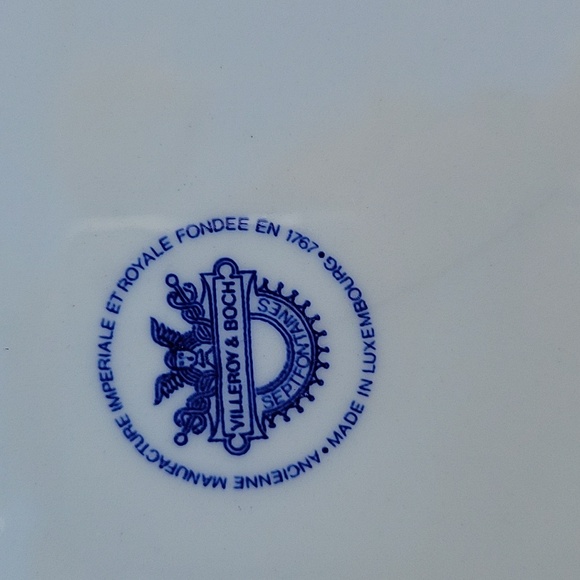 ANCIENNE MANUFACTURE IMPERIALE ET ROYALE FONDEE EN 1767 • MADE IN LUXEMBOURG •
VILLEROY & BOCH
SEPTFONTAINES